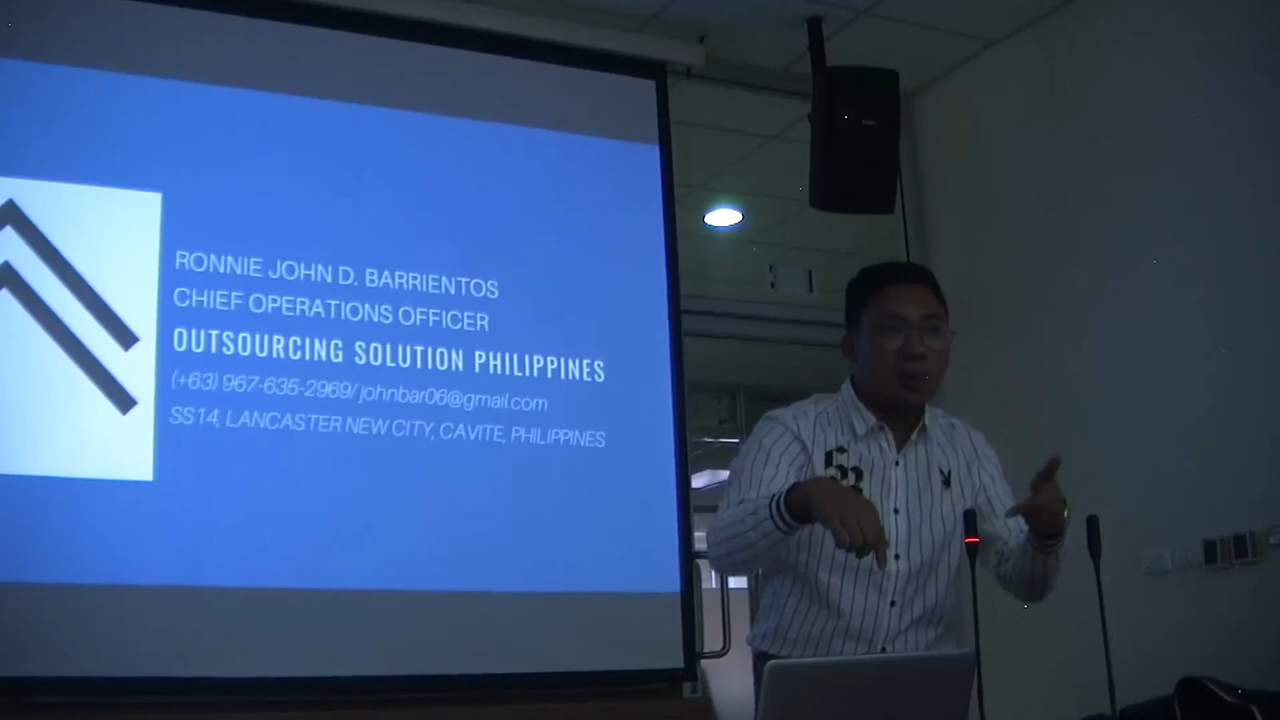 RONNIE JOHN D. BARRIENTOS
CHIEF OPERATIONS OFFICER
OUTSOURCING SOLUTION PHILIPPINES
(+63) 967-635-2969/ johnbar06@gmail.com
SS14, LANCASTER NEW CITY, CAVITE, PHILIPPINES